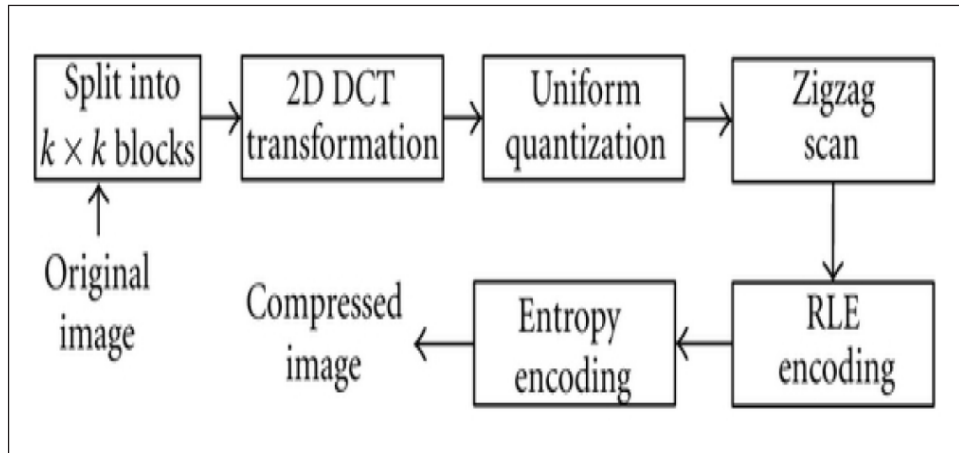 Split into
k × k blocks
2D DCT
transformation
Uniform
quantization
Zigzag
scan
Original
image
Compressed
image
Entropy
encoding
RLE
encoding